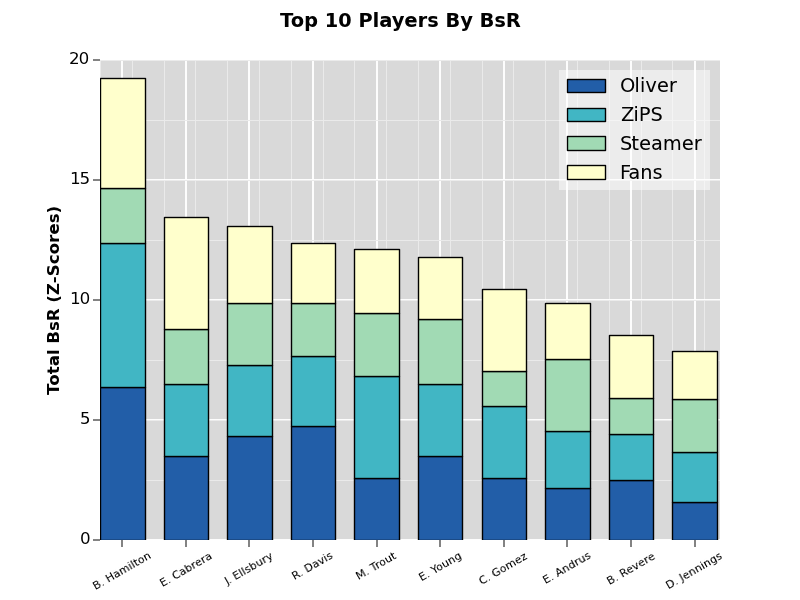 Top 10 Players By BsR
Total BsR (Z-Scores)
20
15
10
5
0
Oliver
ZiPS
Steamer
Fans
B. Hamilton
E. Cabrera
J. Ellsbury
R. Davis
M. Trout
E. Young
C. Gomez
E. Andrus
B. Revere
D. Jennings